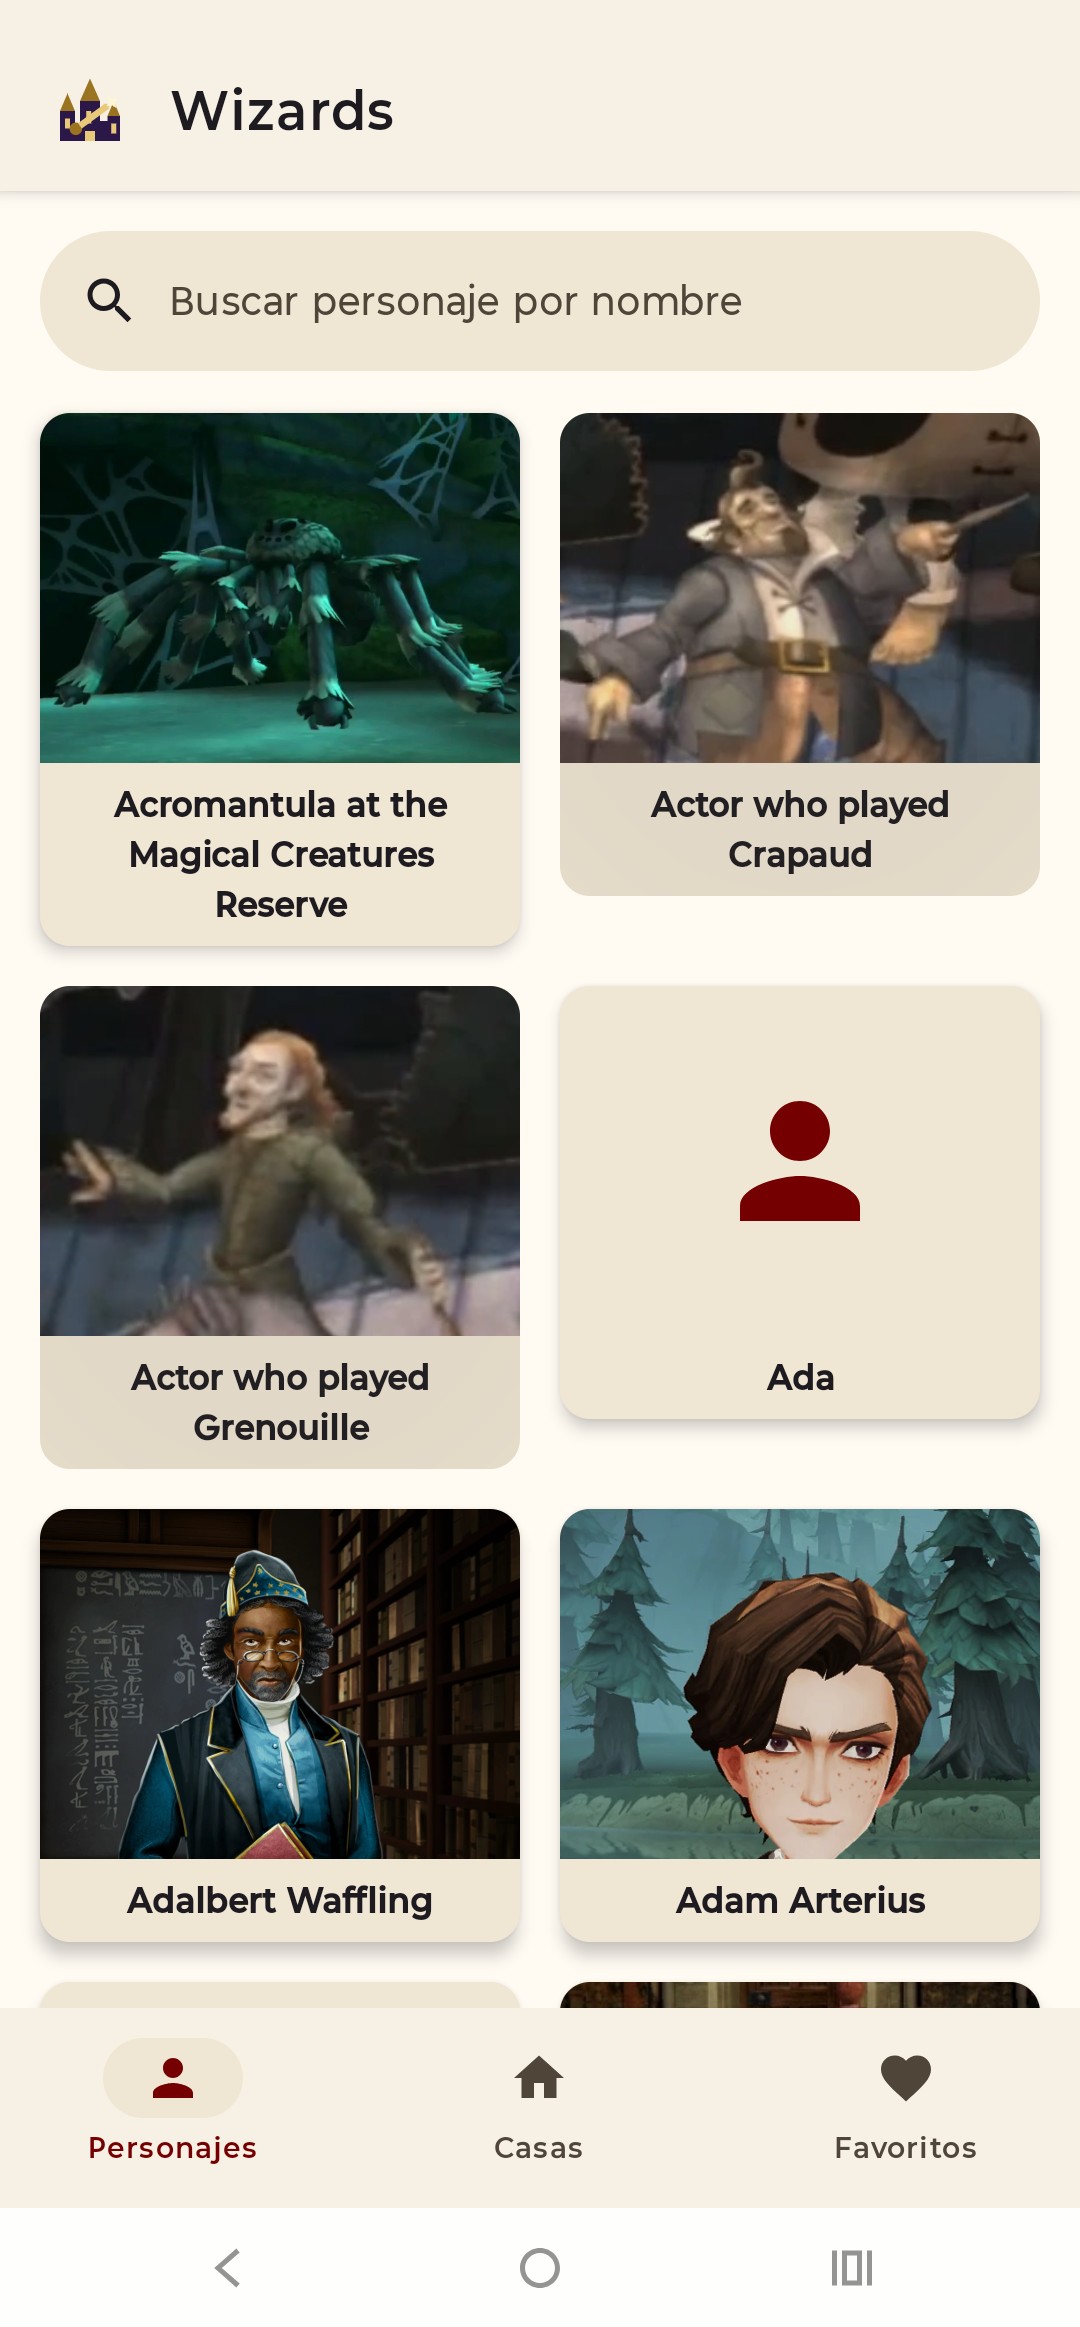 Wizards
Buscar personaje por nombre
Acromantula at the
Magical Creatures
Reserve
Actor who played
Crapaud
Actor who played
Grenouille
Ada
Adalbert Waffling
Adam Arterius
Personajes
Casas
Favoritos